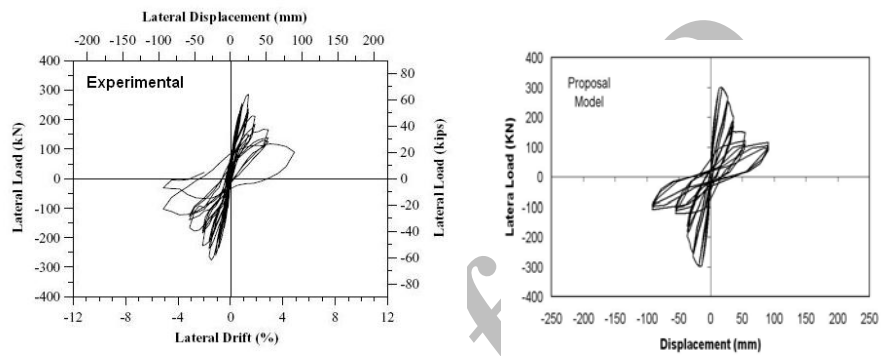 Lateral Displacement (mm)
-200 -150 -100 -50 0 50 100 150 200
400
300
200
100
0
-100
-200
-300
-400
Lateral Load (kN)
Experimental
80
60
40
20
0
-20
-40
-60
-80
Lateral Load (kips)
-12 -8 -4 0 4 8 12
Lateral Drift (%)
400
300
200
100
0
-100
-200
-300
-400
Latera Load (KN)
Proposal
Model
-250 -200 -150 -100 -50 0 50 100 150 200 250
Displacement (mm)
f